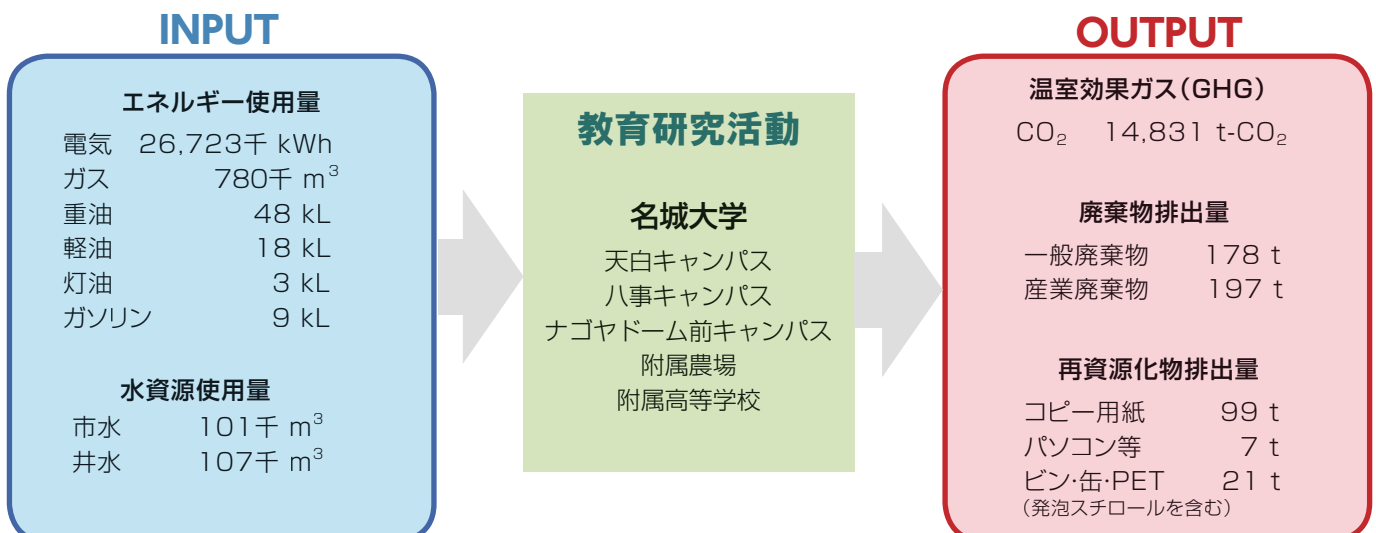 INPUT
エネルギー使用量
電気 26,723千 kWh
ガス 780千 m³
重油 48 kL
軽油 18 kL
灯油 3 kL
ガソリン 9 kL
水資源使用量
市水 101千 m³
井水 107千 m³
教育研究活動
名城大学
天白キャンパス
八事キャンパス
ナゴヤドーム前キャンパス
附属農場
附属高等学校
OUTPUT
温室効果ガス(GHG)
CO₂ 14,831 t-CO₂
廃棄物排出量
一般廃棄物 178 t
産業廃棄物 197 t
再資源化物排出量
コピー用紙 99 t
パソコン等 7 t
ビン·缶·PET 21 t
(発泡スチロールを含む)